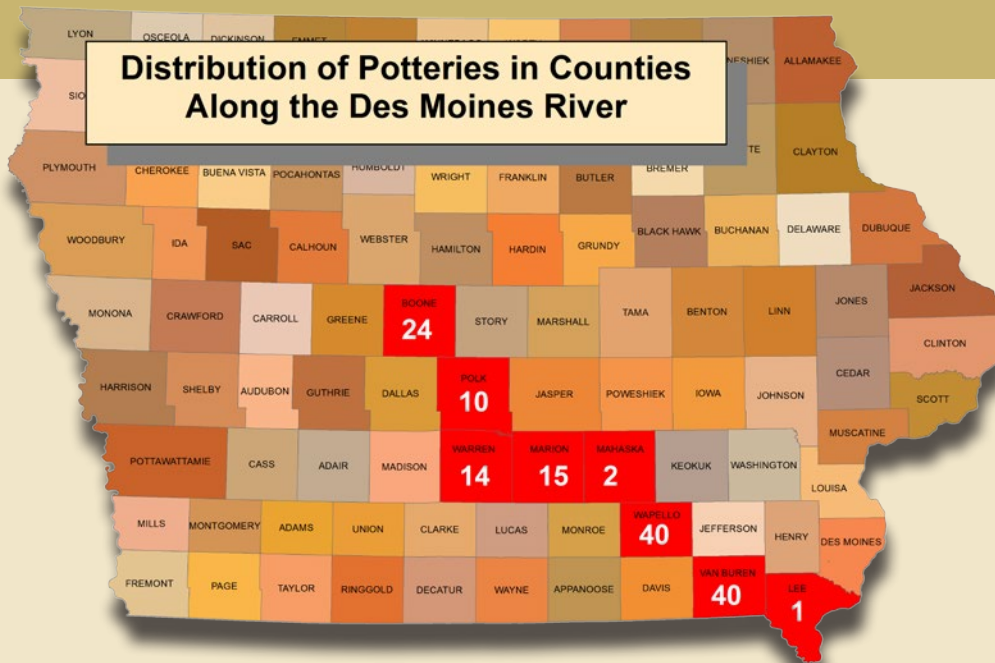 LYON
OSCEOLA
DICKINSON
Distribution of Potteries in Counties
Along the Des Moines River
ALLAMAKEE
PLYMOUTH
CHEROKEE
BUENA VISTA
POCAHONTAS
HUMBOLDT
WRIGHT
FRANKLIN
BUTLER
BREMER
CLAYTON
WOODBURY
IDA
SAC
CALHOUN
WEBSTER
HAMILTON
HARDIN
GRUNDY
BLACK HAWK
BUCHANAN
DELAWARE
DUBUQUE
MONONA
CRAWFORD
CARROLL
GREENE
BOONE
24
STORY
MARSHALL
TAMA
BENTON
LINN
JONES
JACKSON
CLINTON
HARRISON
SHELBY
AUDUBON
GUTHRIE
DALLAS
POLK
10
JASPER
POWESHIEK
IOWA
JOHNSON
CEDAR
SCOTT
MUSCATINE
POTTAWATTAMIE
CASS
ADAIR
MADISON
WARREN
14
MARION
15
MAHASKA
2
KEOKUK
WASHINGTON
LOUISA
MILLS
MONTGOMERY
ADAMS
UNION
CLARKE
LUCAS
MONROE
WAPELLO
40
JEFFERSON
HENRY
DES MOINES
FREMONT
PAGE
TAYLOR
RINGGOLD
DECATUR
WAYNE
APPANOOSE
DAVIS
VAN BUREN
40
LEE
1